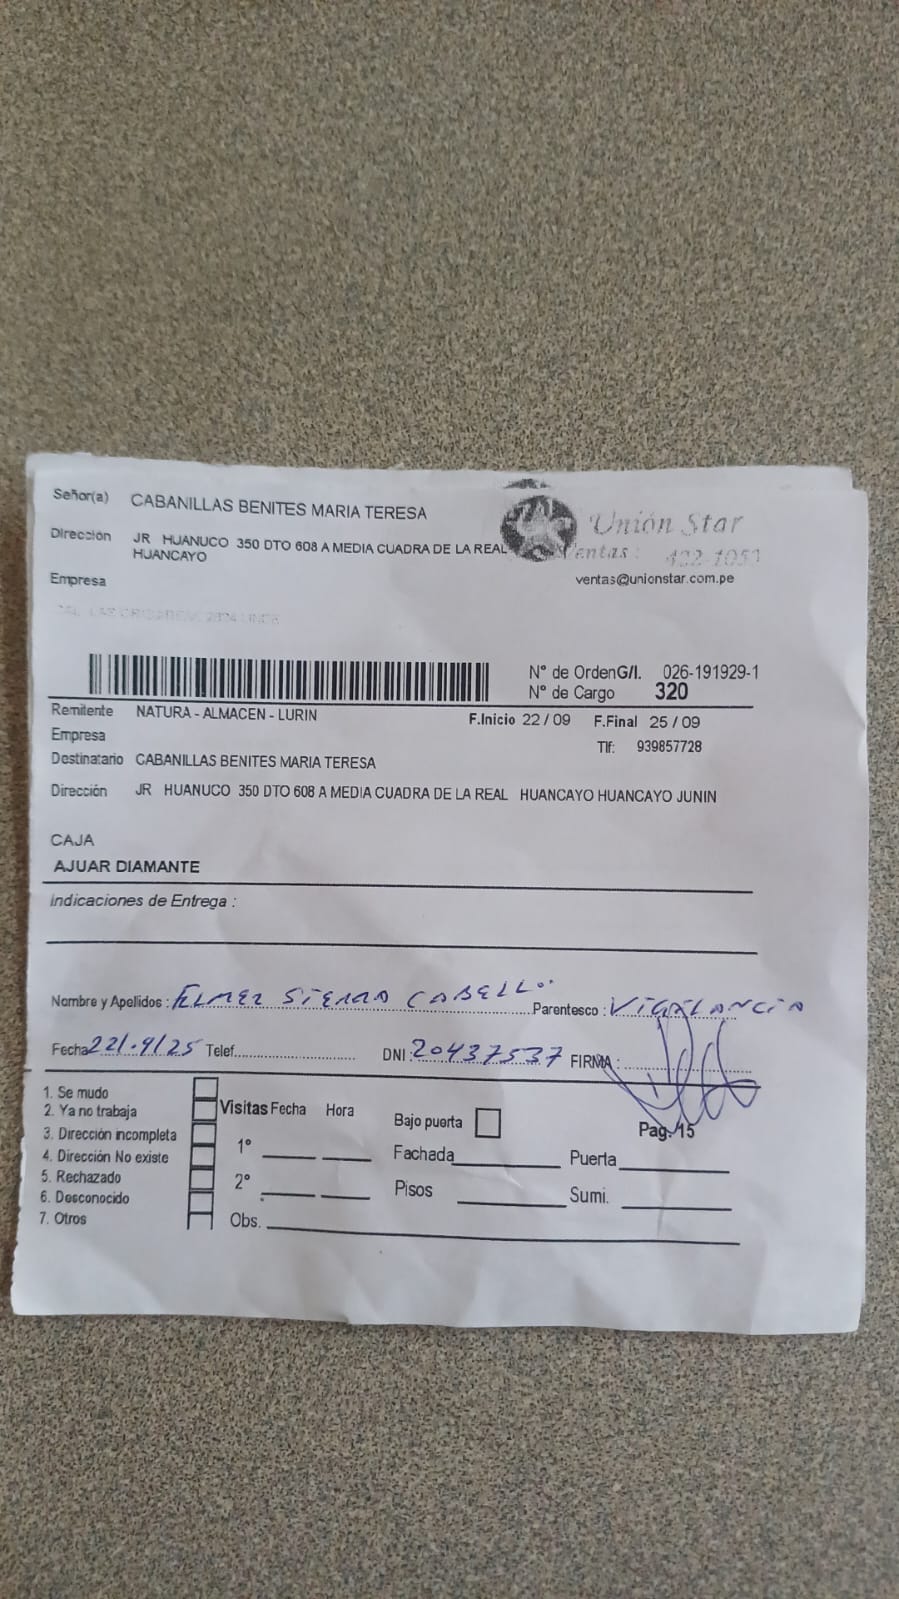 Señor(a) CABANILLAS BENITES MARIA TERESA
Dirección JR HUANUCO 350 DTO 608 A MEDIA CUADRA DE LA REAL
HUANCAYO
Empresa
Unión Star
Ventas: 422-1051
ventas@unionstar.com.pe
N° de OrdenG/I. 026-191929-1
N° de Cargo 320
Remitente NATURA - ALMACEN - LURIN F.Inicio 22 / 09 F.Final 25 / 09
Empresa Tlf: 939857728
Destinatario CABANILLAS BENITES MARIA TERESA
Dirección JR HUANUCO 350 DTO 608 A MEDIA CUADRA DE LA REAL HUANCAYO HUANCAYO JUNIN
CAJA
AJUAR DIAMANTE
Indicaciones de Entrega :
Nombre y Apellidos : ELMER SIERRA CABELLO Parentesco : VIGILANCIA
Fecha 22/.9/25 Telef. DNI : 20437537 FIRMA :
1. Se mudo
2. Ya no trabaja Visitas Fecha Hora Bajo puerta Pag. 15
3. Dirección incompleta 1°
4. Dirección No existe Fachada Puerta
5. Rechazado 2°
6. Desconocido Pisos Sumi.
7. Otros Obs.